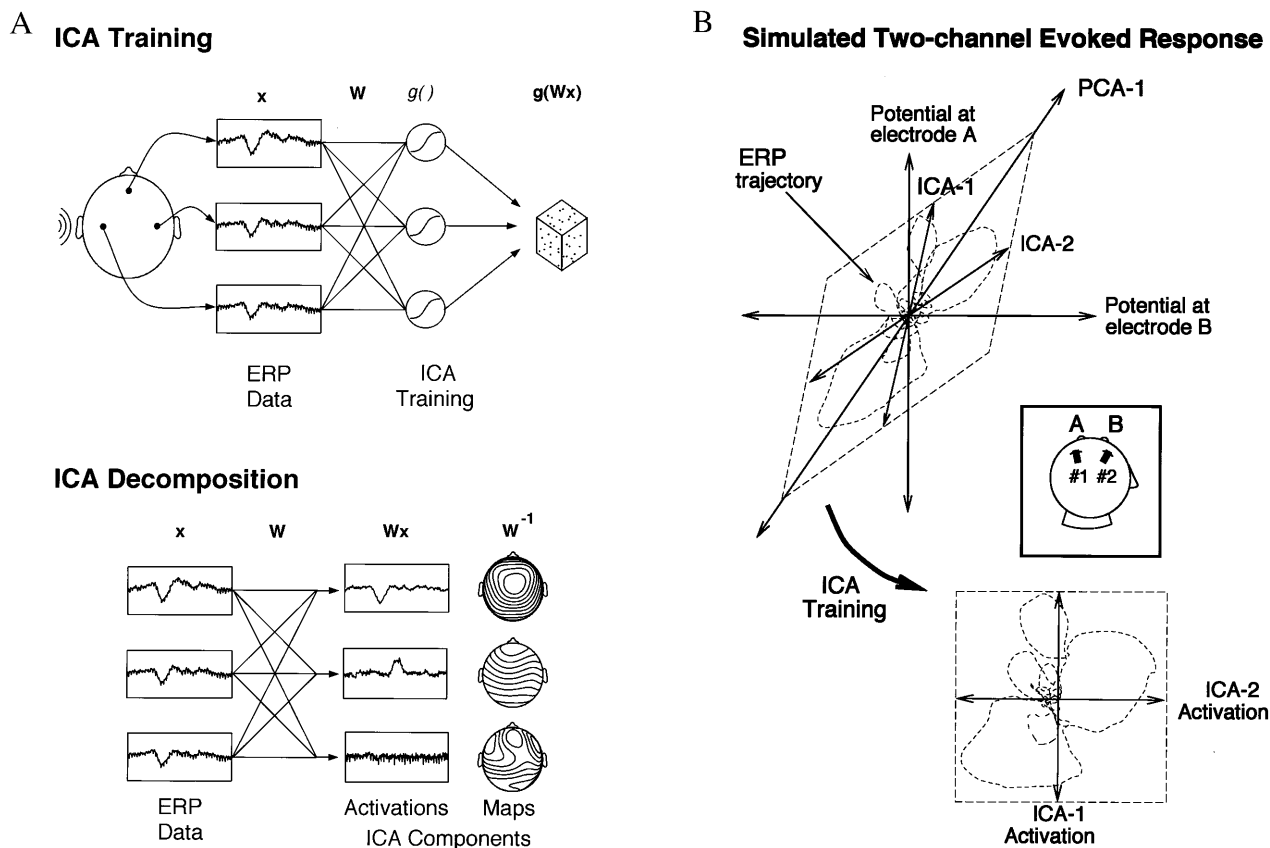 A
ICA Training
x W g( ) g(Wx)
ERP
Data
ICA
Training
ICA Decomposition
x W Wx W-1
ERP
Data
Activations
Maps
ICA Components
B
Simulated Two-channel Evoked Response
PCA-1
Potential at
electrode A
ERP
trajectory
ICA-1
ICA-2
Potential at
electrode B
A B
#1 #2
ICA
Training
ICA-2
Activation
ICA-1
Activation